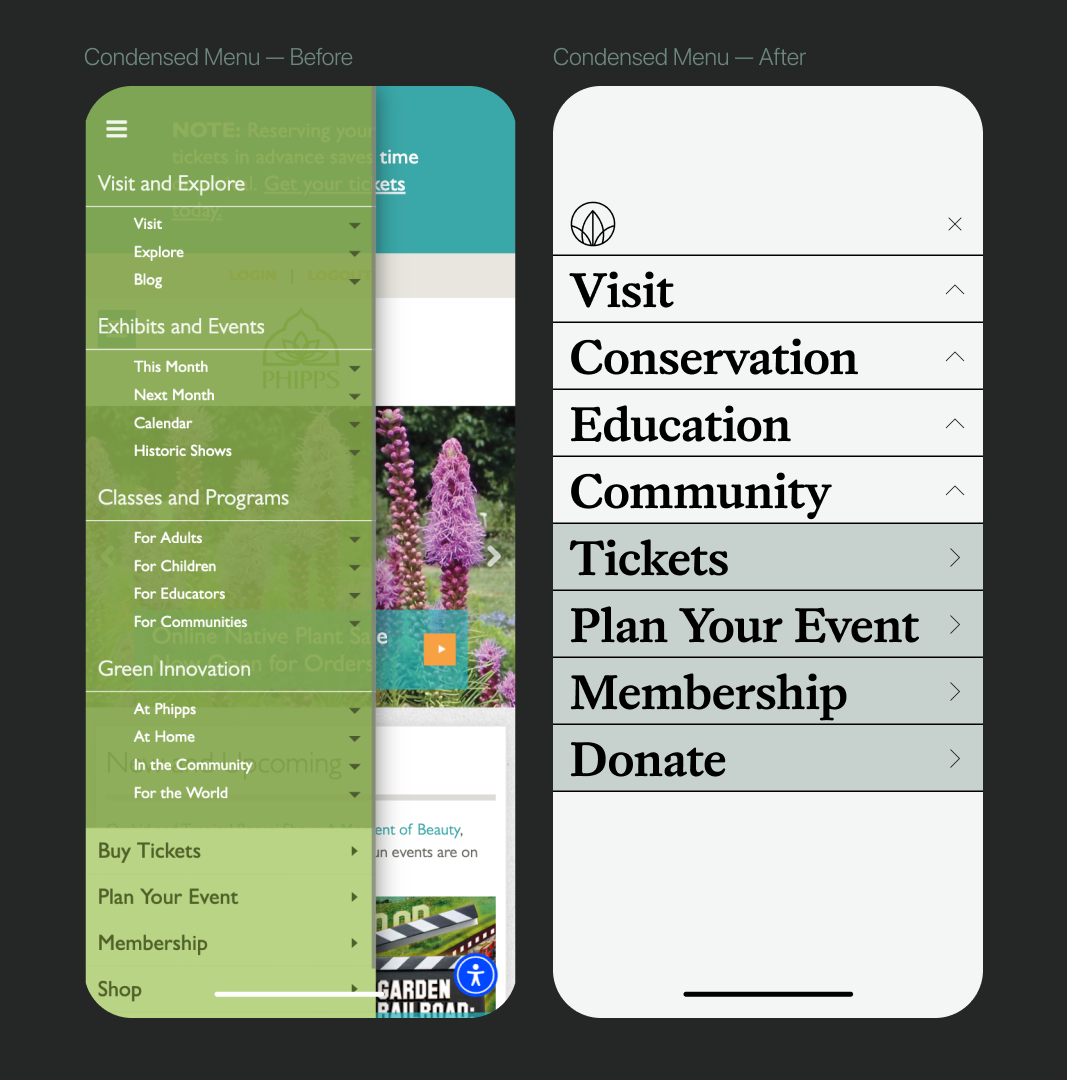 Condensed Menu — Before
NOTE: Reserving your
tickets in advance saves time
Get your tickets
today.
Visit and Explore
Visit
Explore
Blog
LOGIN | LOGOUT
Exhibits and Events
This Month
Next Month
Calendar
Historic Shows
PHIPPS
Classes and Programs
For Adults
For Children
For Educators
For Communities
Online Native Plant Sale
Now Open for Orders
Green Innovation
At Phipps
At Home
In the Community
For the World
Upcoming
ent of Beauty,
un events are on
Buy Tickets
Plan Your Event
Membership
Shop
GARDEN
RAILROAD:
Condensed Menu — After
Visit
Conservation
Education
Community
Tickets
Plan Your Event
Membership
Donate